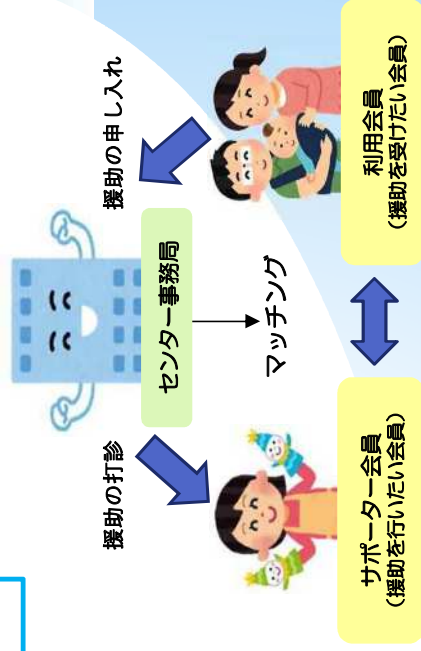 センター事務局
援助の打診
援助の申し入れ
マッチング
サポーター会員
（援助を行いたい会員）
利用会員
（援助を受けたい会員）